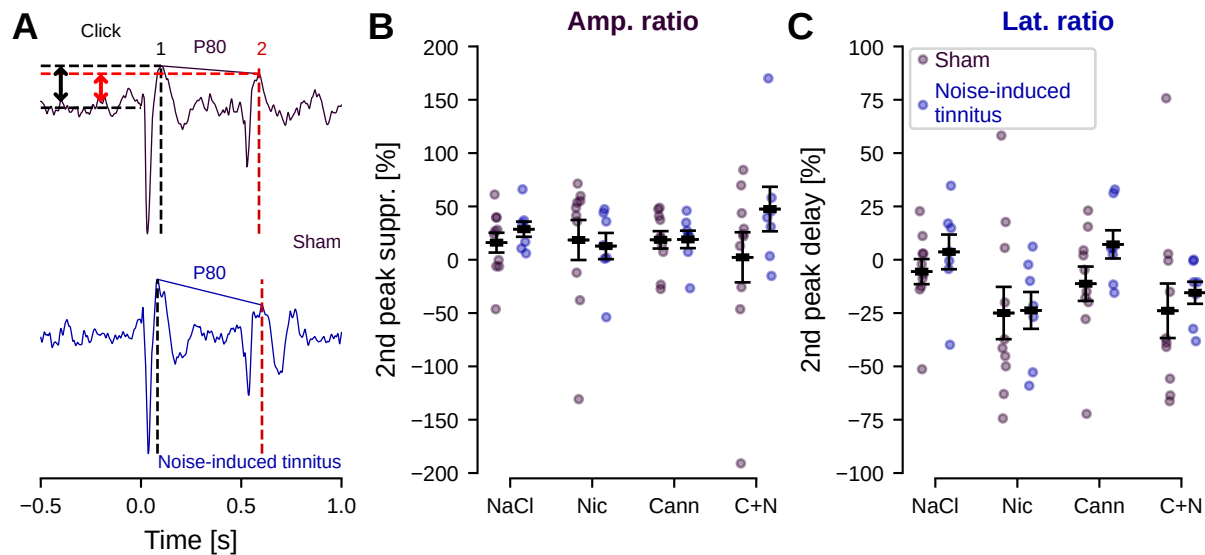 A
Click
1
P80
2
Sham
P80
Noise-induced tinnitus
−0.5
0.0
0.5
1.0
Time [s]
B
Amp. ratio
2nd peak suppr. [%]
200
150
100
50
0
−50
−100
−150
−200
NaCl
Nic
Cann
C+N
C
Lat. ratio
Sham
Noise-induced
tinnitus
2nd peak delay [%]
100
75
50
25
0
−25
−50
−75
−100
NaCl
Nic
Cann
C+N